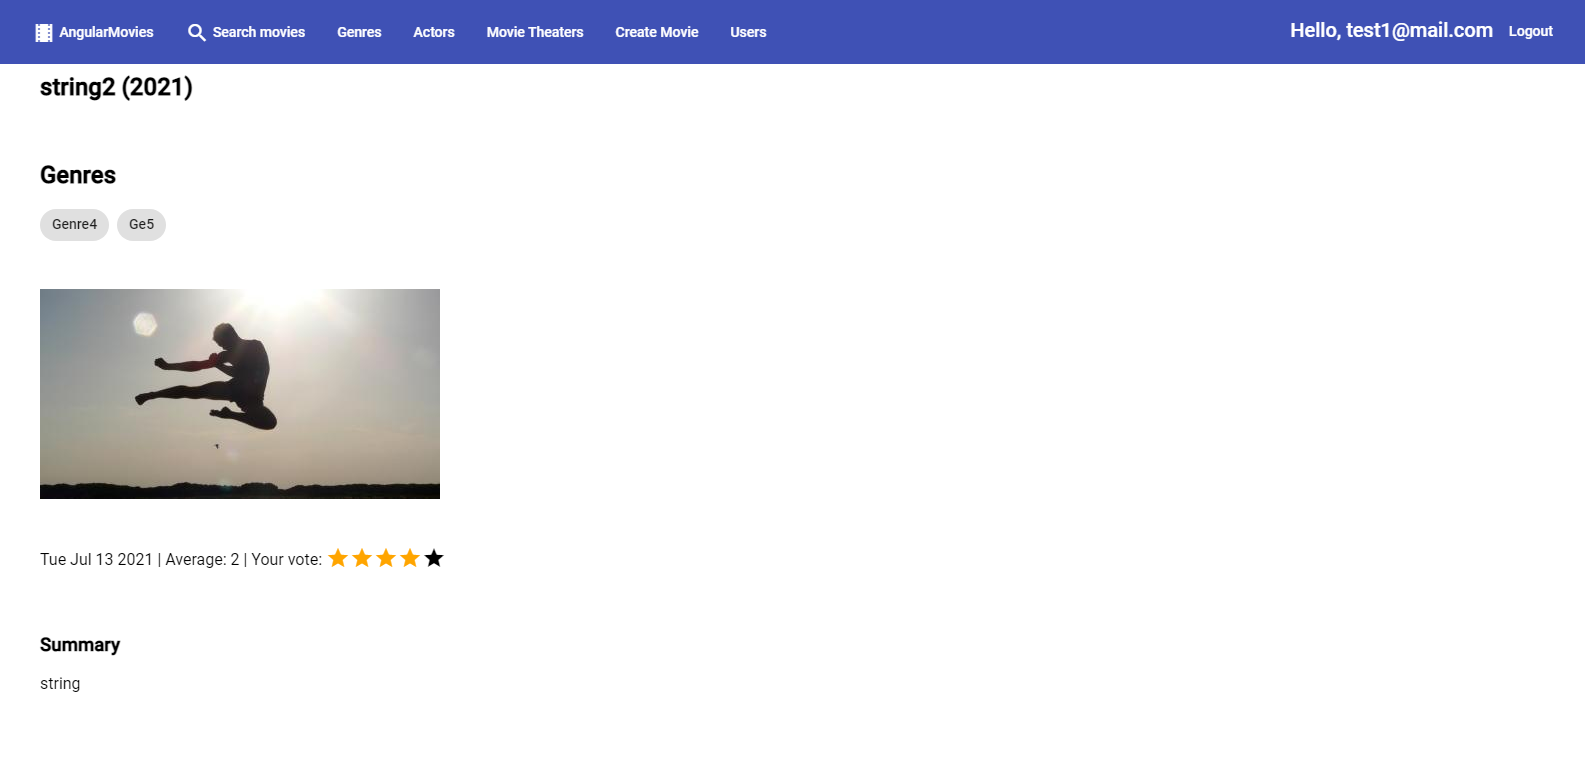 AngularMovies Search movies Genres Actors Movie Theaters Create Movie Users Hello, test1@mail.com Logout
string2 (2021)
Genres
Genre4 Ge5
Tue Jul 13 2021 | Average: 2 | Your vote:
Summary
string